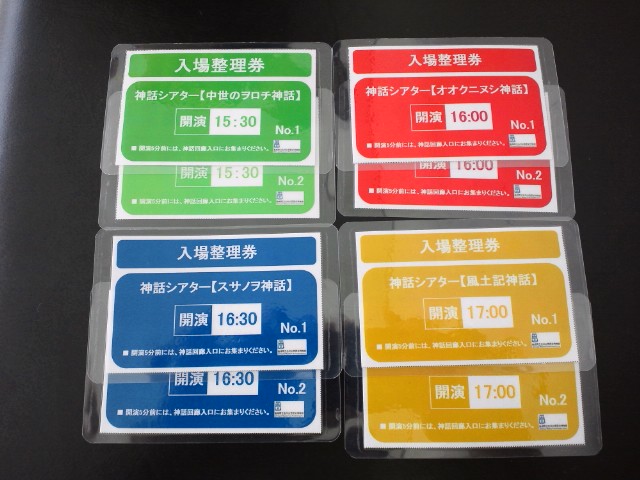 入場整理券
神話シアター【中世のヲロチ神話】
開演 15:30
No.1
■ 開演5分前には、神話回廊入口にお集まりください。
開演 15:30
No.2
■ 開演5分前には、神話回廊入口にお集まりください。
入場整理券
神話シアター【オオクニヌシ神話】
開演 16:00
No.1
■ 開演5分前には、神話回廊入口にお集まりください。
開演 16:00
No.2
■ 開演5分前には、神話回廊入口にお集まりください。
入場整理券
神話シアター【スサノヲ神話】
開演 16:30
No.1
■ 開演5分前には、神話回廊入口にお集まりください。
開演 16:30
No.2
■ 開演5分前には、神話回廊入口にお集まりください。
入場整理券
神話シアター【風土記神話】
開演 17:00
No.1
■ 開演5分前には、神話回廊入口にお集まりください。
開演 17:00
No.2
■ 開演5分前には、神話回廊入口にお集まりください。